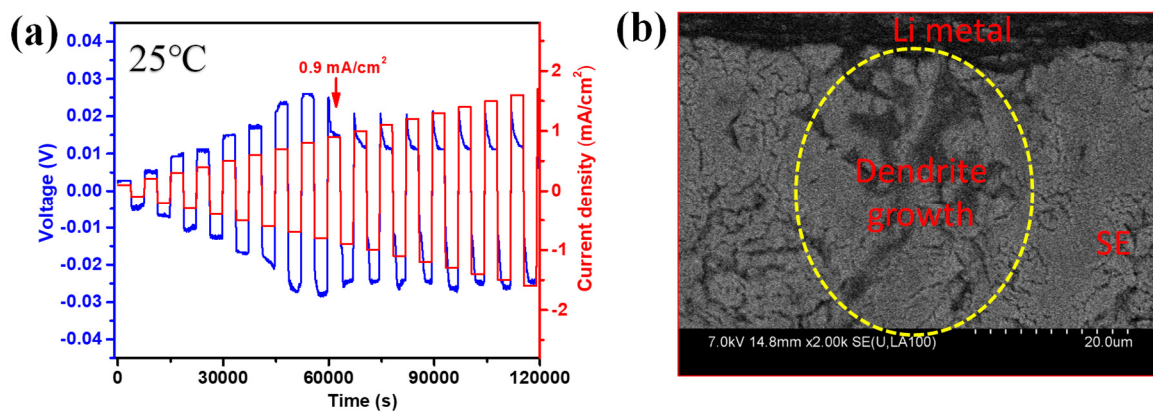 (a)
25℃
0.9 mA/cm²
Voltage (V)
0.04
0.03
0.02
0.01
0.00
-0.01
-0.02
-0.03
-0.04
Current density (mA/cm²)
2
1
0
-1
-2
0
30000
60000
90000
120000
Time (s)
(b)
Li metal
Dendrite
growth
SE
7.0kV 14.8mm x2.00k SE(U,LA100)
20.0um